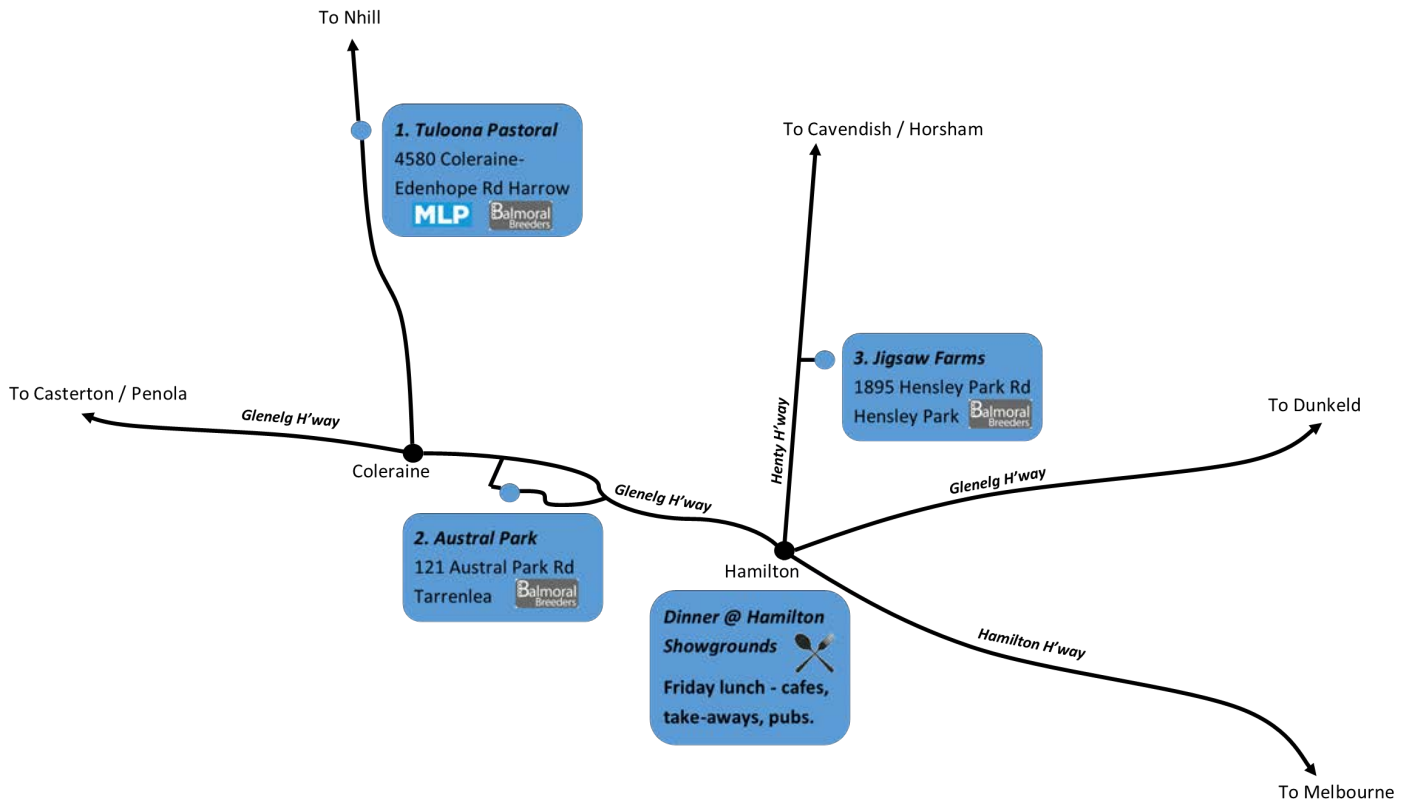 To Nhill
1. Tuloona Pastoral
4580 Coleraine-
Edenhope Rd Harrow
MLP
Balmoral
Breeders
To Cavendish / Horsham
3. Jigsaw Farms
1895 Hensley Park Rd
Hensley Park
Balmoral
Breeders
To Casterton / Penola
Glenelg H’way
Coleraine
Henty H’way
To Dunkeld
Glenelg H’way
Glenelg H’way
2. Austral Park
121 Austral Park Rd
Tarrenlea
Balmoral
Breeders
Hamilton
Dinner @ Hamilton
Showgrounds
Friday lunch - cafes,
take-aways, pubs.
Hamilton H’way
To Melbourne